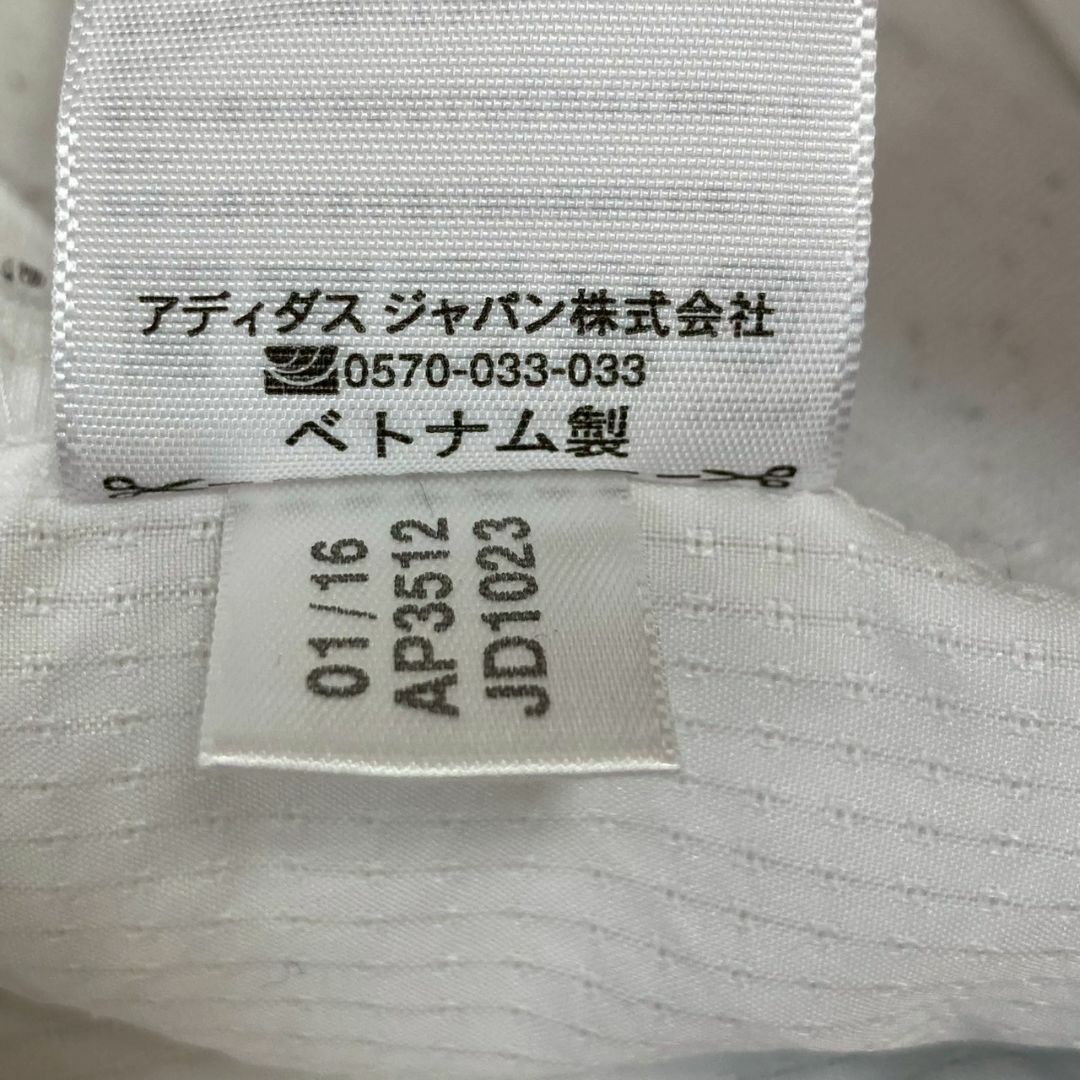 アディダス ジャパン株式会社
0570-033-033
ベトナム製
01/16
AP3512
JD1023